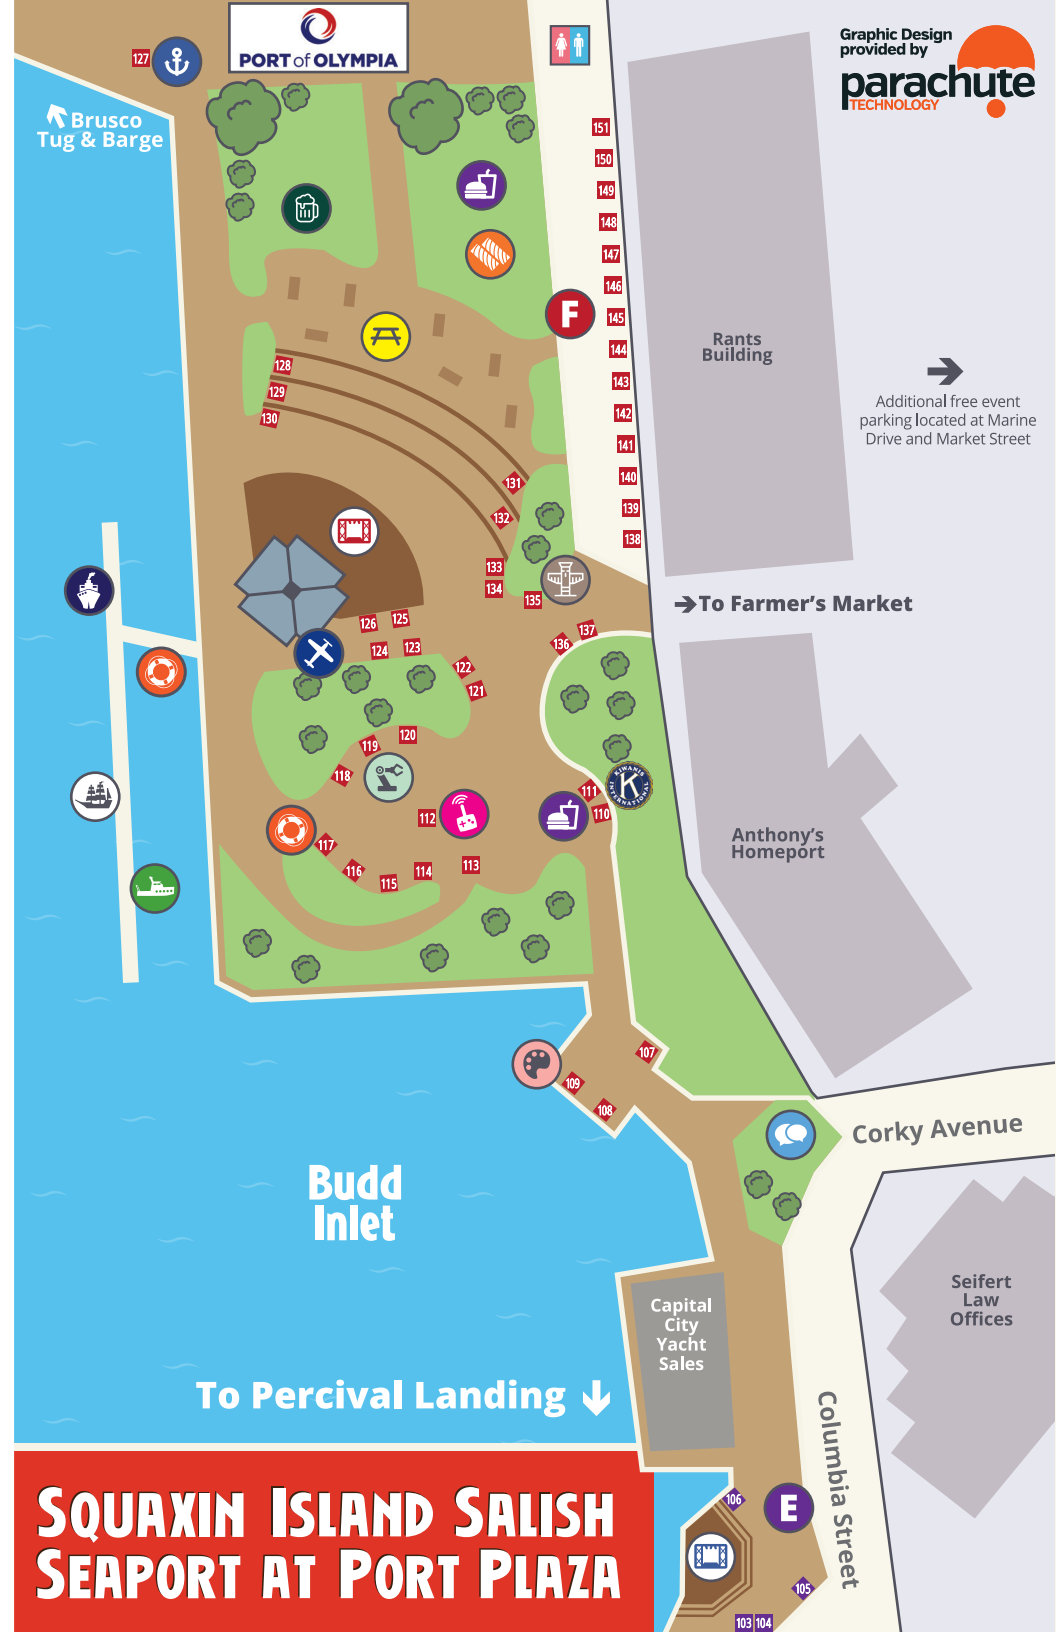 PORT of OLYMPIA
Graphic Design
provided by
parachute
TECHNOLOGY
127
Brusco
Tug & Barge
151
150
149
148
147
146
F
145
144
143
142
141
140
139
138
Rants
Building
Additional free event
parking located at Marine
Drive and Market Street
128
129
130
131
132
133
134
135
To Farmer's Market
126
125
124
123
122
121
136
137
120
119
118
112
KIWANIS
INTERNATIONAL
K
111
110
117
116
115
114
113
Anthony's
Homeport
107
109
108
Corky Avenue
Budd
Inlet
Capital
City
Yacht
Sales
Seifert
Law
Offices
To Percival Landing
Columbia Street
SQUAXIN ISLAND SALISH
SEAPORT AT PORT PLAZA
106
E
105
103 104